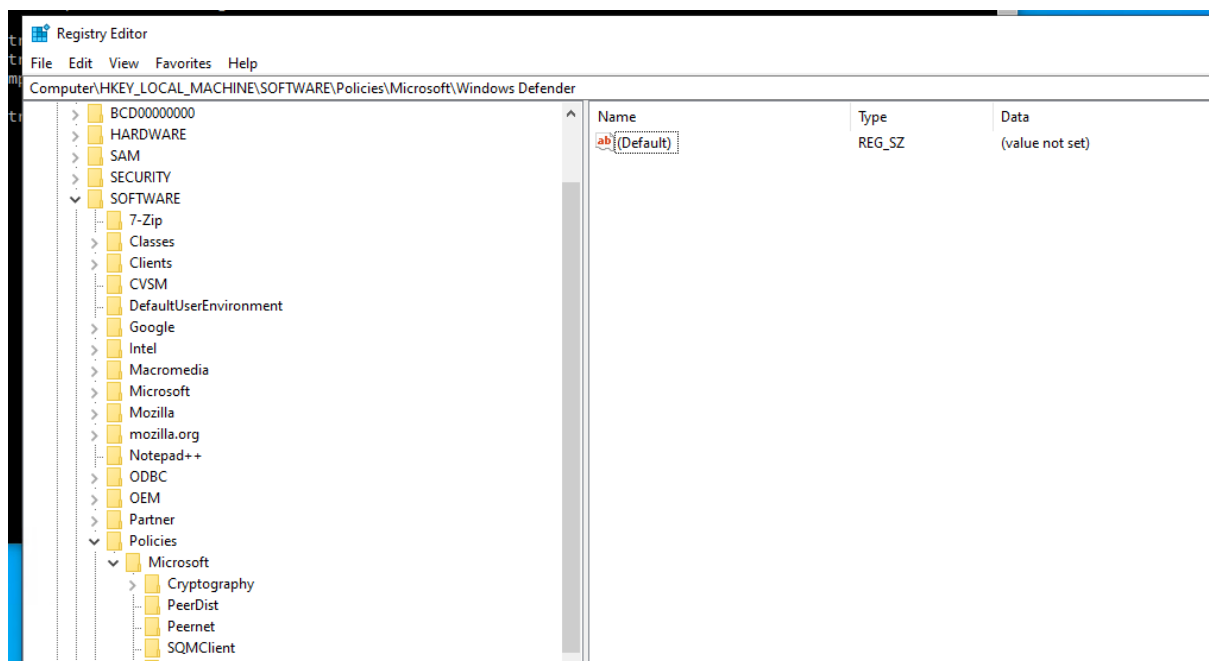 Registry Editor
File Edit View Favorites Help
Computer\HKEY_LOCAL_MACHINE\SOFTWARE\Policies\Microsoft\Windows Defender
BCD00000000
HARDWARE
SAM
SECURITY
SOFTWARE
7-Zip
Classes
Clients
CVSM
DefaultUserEnvironment
Google
Intel
Macromedia
Microsoft
Mozilla
mozilla.org
Notepad++
ODBC
OEM
Partner
Policies
Microsoft
Cryptography
PeerDist
Peernet
SQMClient
Name Type Data
ab (Default) REG_SZ (value not set)